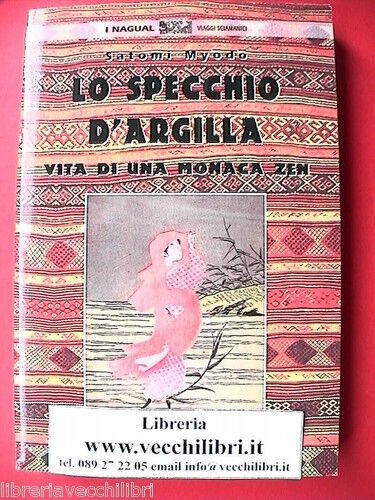 I NAGUAL VIAGGI SCIAMANICI
Satomi Myodo
LO SPECCHIO
D'ARGILLA
VITA DI UNA MONACA ZEN
Libreria
www.vecchilibri.it
tel. 089 27 22 05 email info@vecchilibri.it
libreriavecchilibri